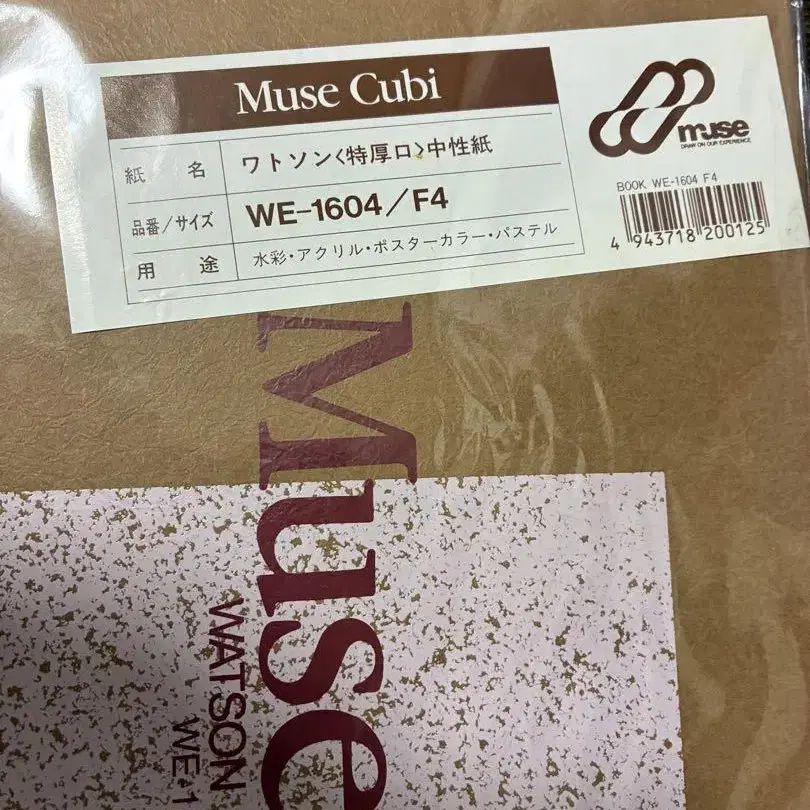 Muse Cubi
紙 名 ワトソン〈特厚口〉中性紙
品番/サイズ WE-1604/F4
用 途 水彩・アクリル・ポスターカラー・パステル
muse
DRAW ON OUR EXPERIENCE
BOOK WE-1604 F4
4 943718 200125
Muse
WATSON
WE-1